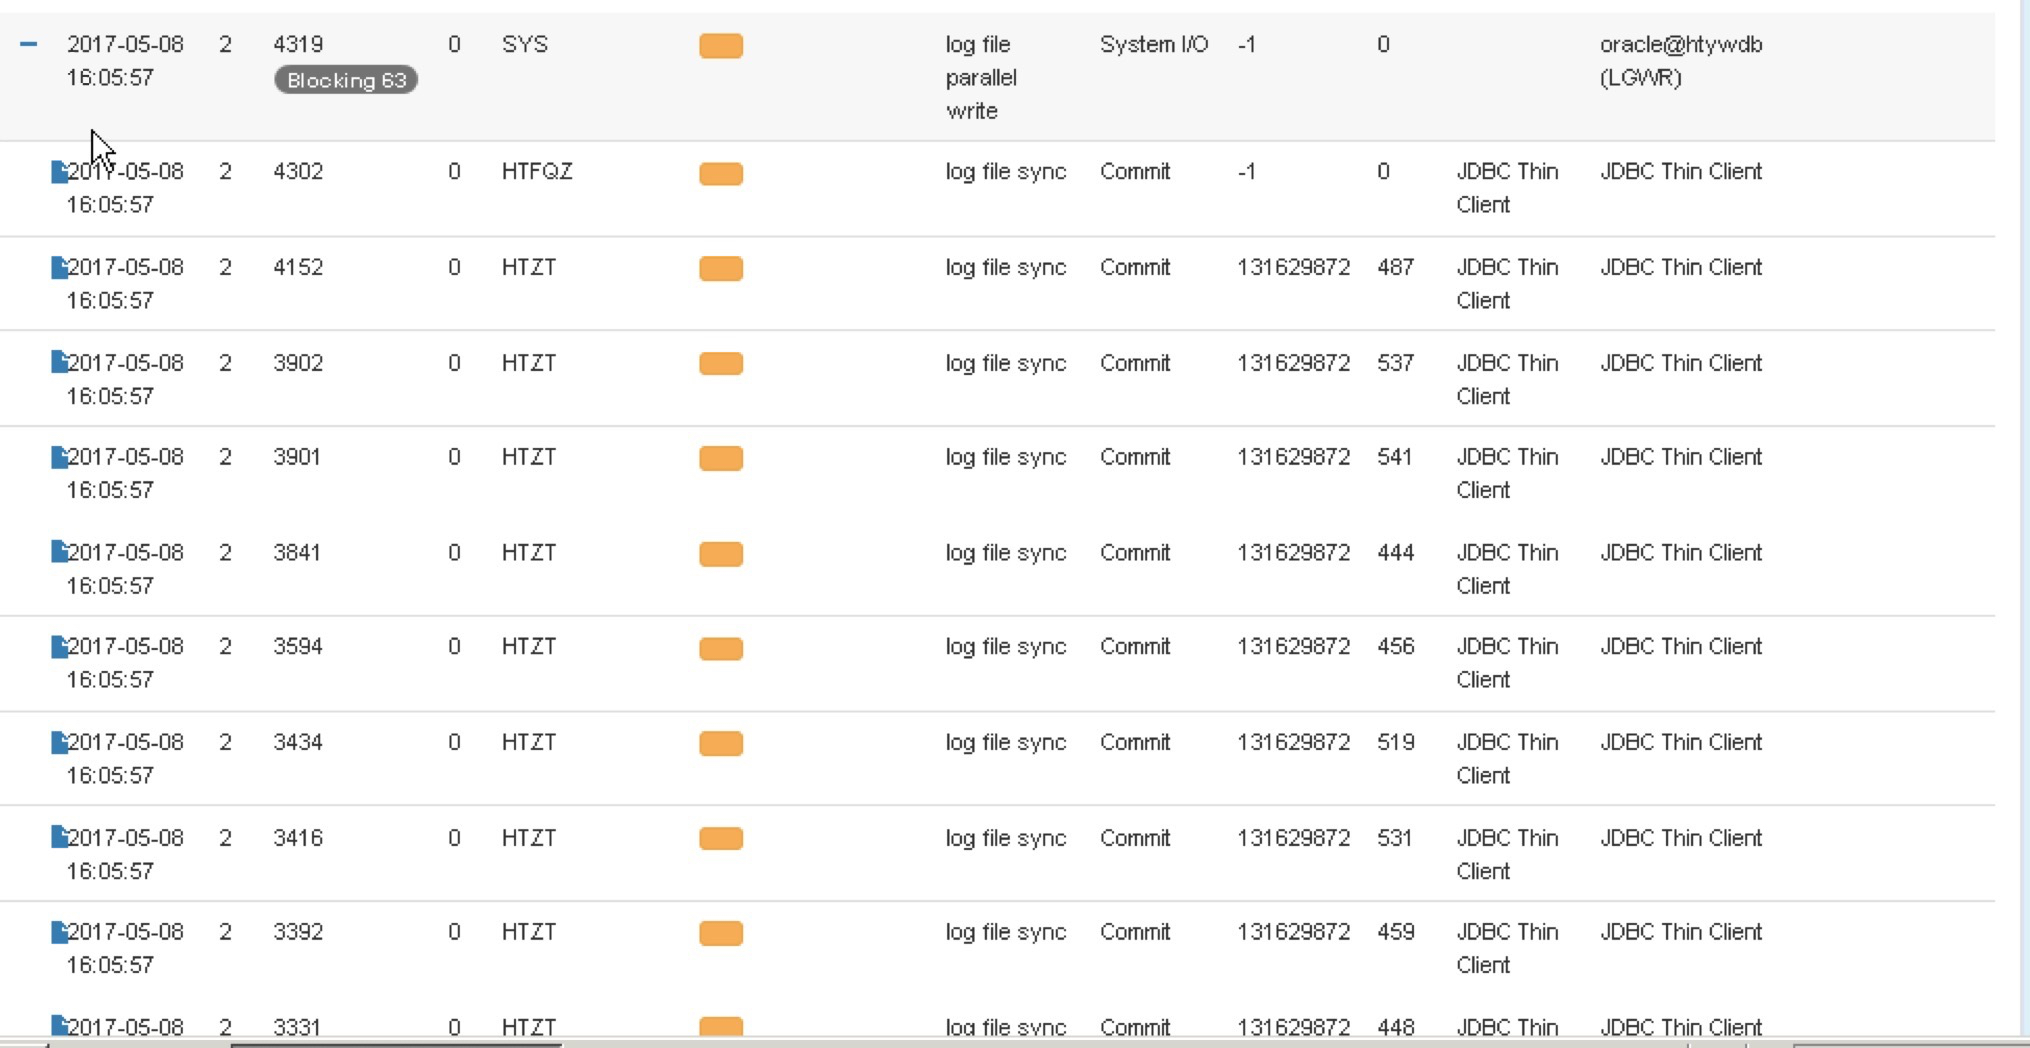 2017-05-08 2 4319 0 SYS log file System I/O -1 0 oracle@htywdb
16:05:57 Blocking 63 parallel (LGWR)
write
2017-05-08 2 4302 0 HTFQZ log file sync Commit -1 0 JDBC Thin JDBC Thin Client
16:05:57 Client
2017-05-08 2 4152 0 HTZT log file sync Commit 131629872 487 JDBC Thin JDBC Thin Client
16:05:57 Client
2017-05-08 2 3902 0 HTZT log file sync Commit 131629872 537 JDBC Thin JDBC Thin Client
16:05:57 Client
2017-05-08 2 3901 0 HTZT log file sync Commit 131629872 541 JDBC Thin JDBC Thin Client
16:05:57 Client
2017-05-08 2 3841 0 HTZT log file sync Commit 131629872 444 JDBC Thin JDBC Thin Client
16:05:57 Client
2017-05-08 2 3594 0 HTZT log file sync Commit 131629872 456 JDBC Thin JDBC Thin Client
16:05:57 Client
2017-05-08 2 3434 0 HTZT log file sync Commit 131629872 519 JDBC Thin JDBC Thin Client
16:05:57 Client
2017-05-08 2 3416 0 HTZT log file sync Commit 131629872 531 JDBC Thin JDBC Thin Client
16:05:57 Client
2017-05-08 2 3392 0 HTZT log file sync Commit 131629872 459 JDBC Thin JDBC Thin Client
16:05:57 Client
2017-05-08 2 3331 0 HTZT log file sync Commit 131629872 448 JDBC Thin JDBC Thin Client